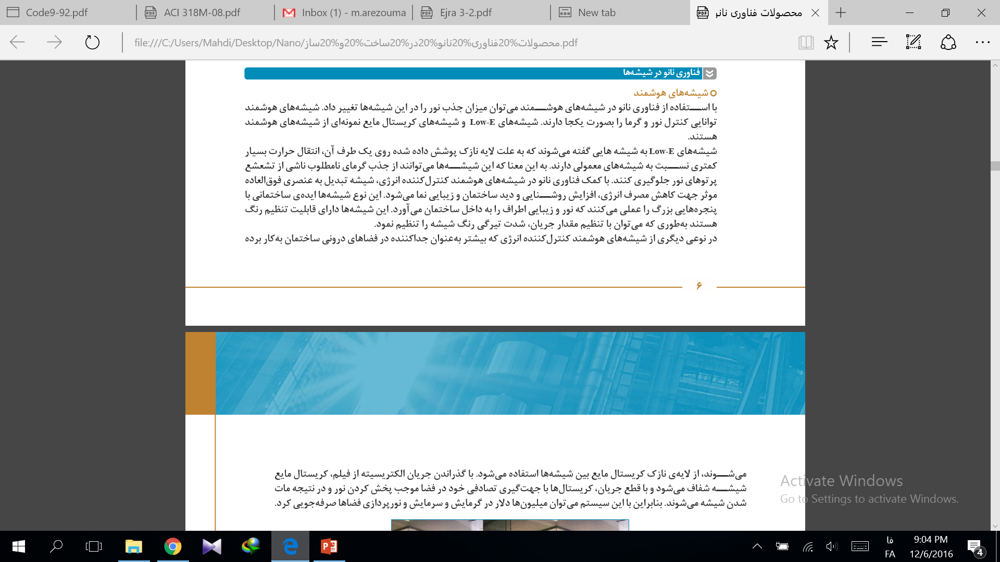 Code9-92.pdf
ACI 318M-08.pdf
Inbox (1) - m.arezouma
Ejra 3-2.pdf
New tab
محصولات فناوری نانو
file:///C:/Users/Mahdi/Desktop/Nano/محصولات%20فناوری%20نانو%20در%20ساخت%20و%20ساز.pdf
فناوری نانو در شیشه‌ها
شیشه‌های هوشمند
با استفاده از فناوری نانو در شیشه‌های هوشمند می‌توان میزان جذب نور را در این شیشه‌ها تغییر داد. شیشه‌های هوشمند
توانایی کنترل نور و گرما را بصورت یکجا دارند. شیشه‌های Low-E و شیشه‌های کریستال مایع نمونه‌ای از شیشه‌های هوشمند
هستند.
شیشه‌های Low-E به شیشه هایی گفته می‌شوند که به علت لایه نازک پوشش داده شده روی یک طرف آن، انتقال حرارت بسیار
کمتری نسبت به شیشه‌های معمولی دارند. به این معنا که این شیشه‌ها می‌توانند از جذب گرمای نامطلوب ناشی از تشعشع
پرتوهای نور جلوگیری کنند. با کمک فناوری نانو در شیشه‌های هوشمند کنترل‌کننده انرژی، شیشه تبدیل به عنصری فوق‌العاده
موثر جهت کاهش مصرف انرژی، افزایش روشنایی و دید ساختمان و زیبایی نما می‌شود. این نوع شیشه‌ها ایده‌ی ساختمانی با
پنجره‌هایی بزرگ را عملی می‌کنند که نور و زیبایی اطراف را به داخل ساختمان می‌آورد. این شیشه‌ها دارای قابلیت تنظیم رنگ
هستند به‌طوری که می‌توان با تنظیم مقدار جریان، شدت تیرگی رنگ شیشه را تنظیم نمود.
در نوعی دیگری از شیشه‌های هوشمند کنترل‌کننده انرژی که بیشتر به‌عنوان جداکننده در فضاهای درونی ساختمان به‌کار برده
۶
می‌شوند، از لایه‌ی نازک کریستال مایع بین شیشه‌ها استفاده می‌شود. با گذراندن جریان الکتریسیته از فیلم، کریستال مایع
شیشه شفاف می‌شود و با قطع جریان، کریستال‌ها با جهت‌گیری تصادفی خود در فضا موجب پخش کردن نور و در نتیجه مات
شدن شیشه می‌شوند. بنابراین با این سیستم می‌توان میلیون‌ها دلار در گرمایش و سرمایش و نورپردازی فضاها صرفه‌جویی کرد.
Activate Windows
Go to Settings to activate Windows.
فا
FA
9:04 PM
12/6/2016
4